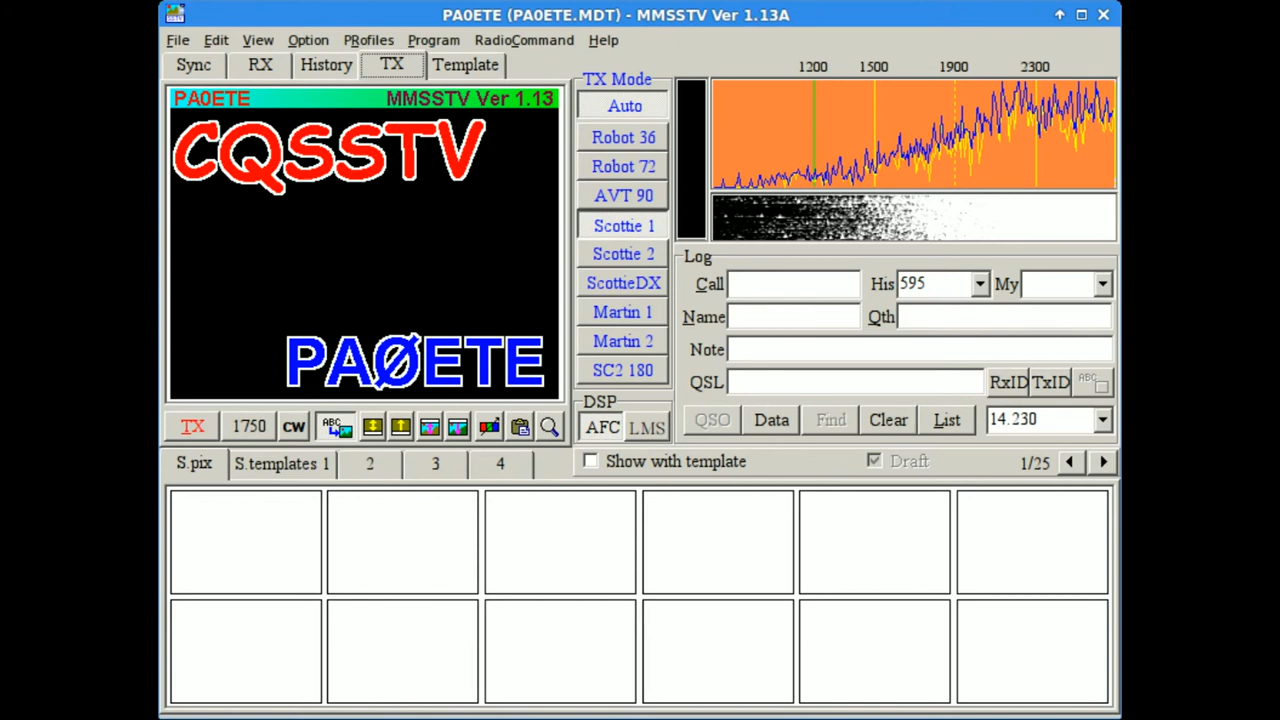 PA0ETE (PA0ETE.MDT) - MMSSTV Ver 1.13A
File Edit View Option PRofiles Program RadioCommand Help
Sync RX History TX Template
PA0ETE MMSSTV Ver 1.13
CQSSTV
PAØETE
TX 1750 CW ABC
TX Mode
Auto
Robot 36
Robot 72
AVT 90
Scottie 1
Scottie 2
ScottieDX
Martin 1
Martin 2
SC2 180
DSP
AFC LMS
1200 1500 1900 2300
Log
Call His 595 My
Name Qth
Note
QSL RxID TxID ABC
QSO Data Find Clear List 14.230
S.pix S.templates 1 2 3 4
Show with template Draft 1/25